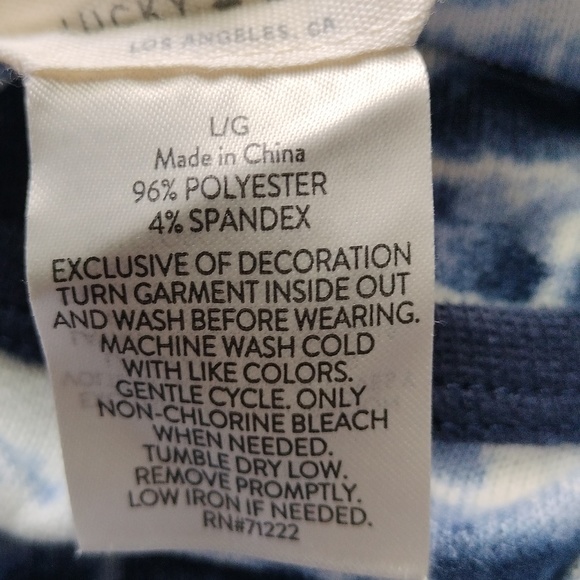 LUCKY
LOS ANGELES, CA
L/G
Made in China
96% POLYESTER
4% SPANDEX
EXCLUSIVE OF DECORATION
TURN GARMENT INSIDE OUT
AND WASH BEFORE WEARING.
MACHINE WASH COLD
WITH LIKE COLORS.
GENTLE CYCLE. ONLY
NON-CHLORINE BLEACH
WHEN NEEDED.
TUMBLE DRY LOW.
REMOVE PROMPTLY.
LOW IRON IF NEEDED.
RN#71222